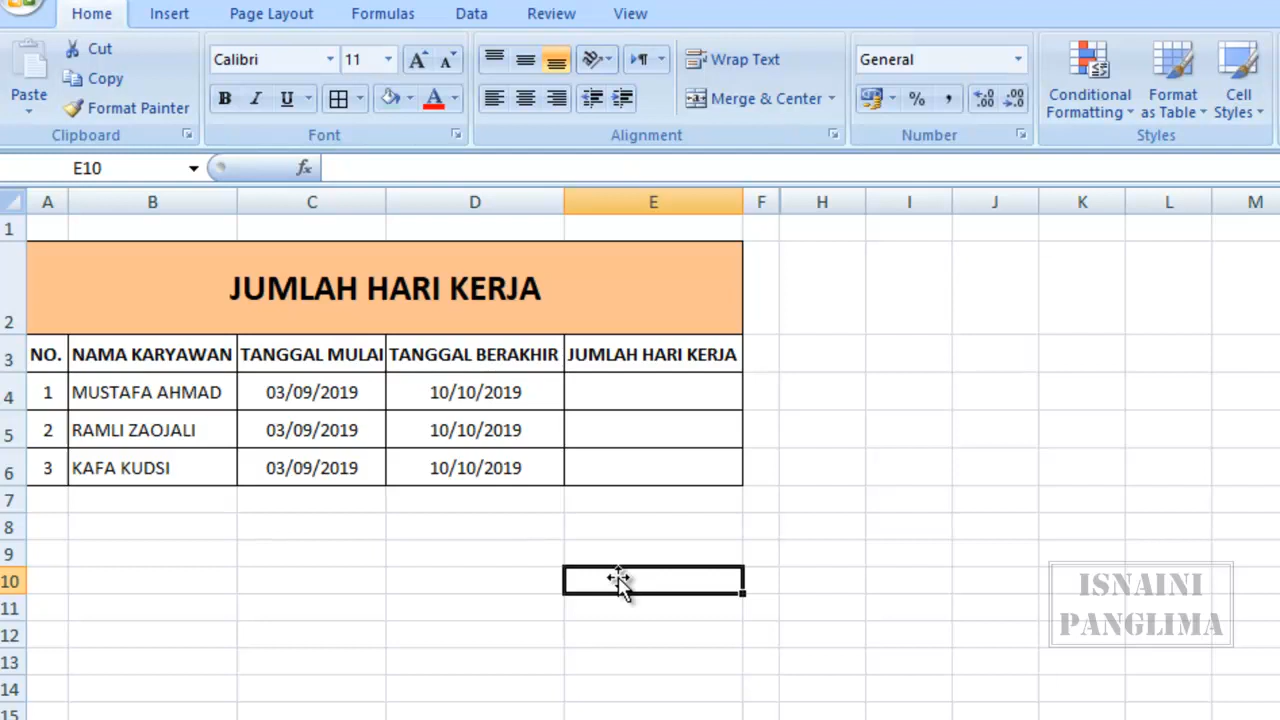 Home Insert Page Layout Formulas Data Review View
Paste
Cut
Copy
Format Painter
Clipboard
Calibri 11
B I U A
Font
Wrap Text
Merge & Center
Alignment
General
% , .00 .0
Number
Conditional Formatting
Format as Table
Cell Styles
Styles
E10 fx
A B C D E F H I J K L M
1
2 JUMLAH HARI KERJA
3 NO. NAMA KARYAWAN TANGGAL MULAI TANGGAL BERAKHIR JUMLAH HARI KERJA
4 1 MUSTAFA AHMAD 03/09/2019 10/10/2019
5 2 RAMLI ZAOJALI 03/09/2019 10/10/2019
6 3 KAFA KUDSI 03/09/2019 10/10/2019
7
8
9
10
11
12
13
14
15
ISNAINI
PANGLIMA